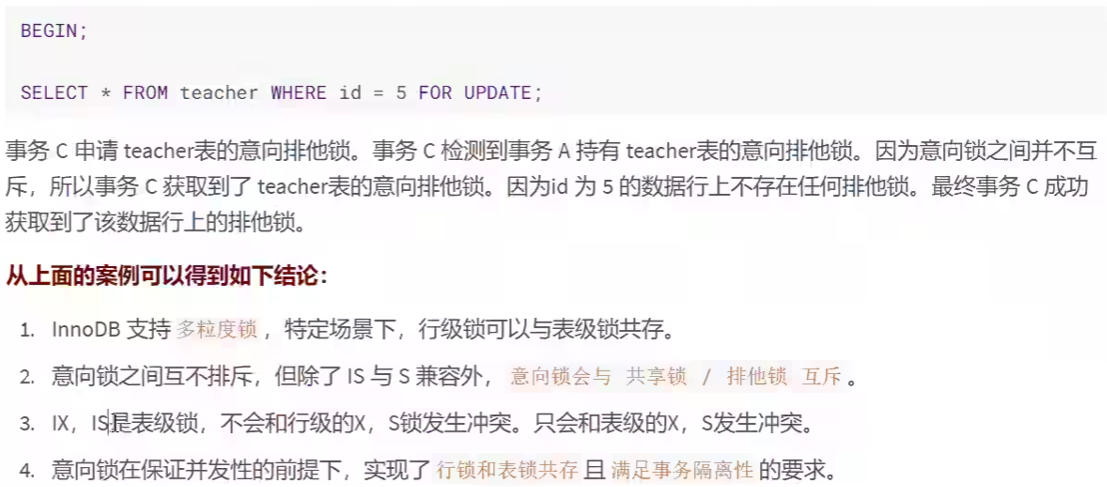 BEGIN;
SELECT * FROM teacher WHERE id = 5 FOR UPDATE;
事务 C 申请 teacher表的意向排他锁。事务 C 检测到事务 A 持有 teacher表的意向排他锁。因为意向锁之间并不互
斥，所以事务 C 获取到了 teacher表的意向排他锁。因为id 为 5 的数据行上不存在任何排他锁。最终事务 C 成功
获取到了该数据行上的排他锁。
从上面的案例可以得到如下结论：
1. InnoDB 支持 多粒度锁 ，特定场景下，行级锁可以与表级锁共存。
2. 意向锁之间互不排斥，但除了 IS 与 S 兼容外， 意向锁会与 共享锁 / 排他锁 互斥 。
3. IX，IS是表级锁，不会和行级的X，S锁发生冲突。只会和表级的X，S发生冲突。
4. 意向锁在保证并发性的前提下，实现了 行锁和表锁共存 且 满足事务隔离性 的要求。